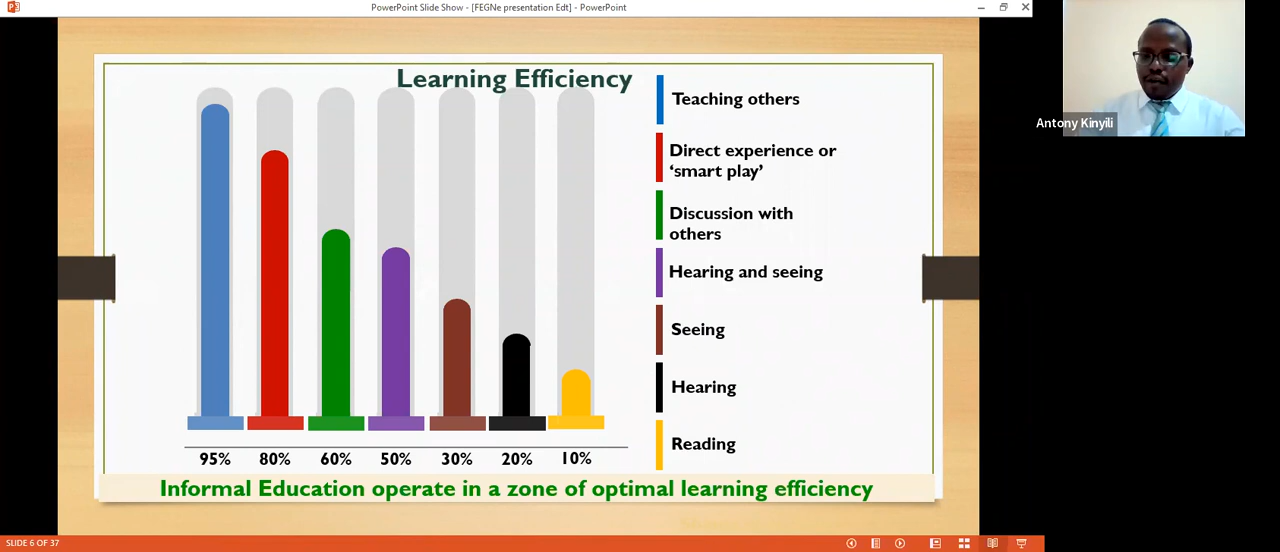 PowerPoint Slide Show - [FEGNe presentation Edt] - PowerPoint
Learning Efficiency
Teaching others
Direct experience or
‘smart play’
Discussion with
others
Hearing and seeing
Seeing
Hearing
Reading
95% 80% 60% 50% 30% 20% 10%
Informal Education operate in a zone of optimal learning efficiency
Antony Kinyili
SLIDE 6 OF 37